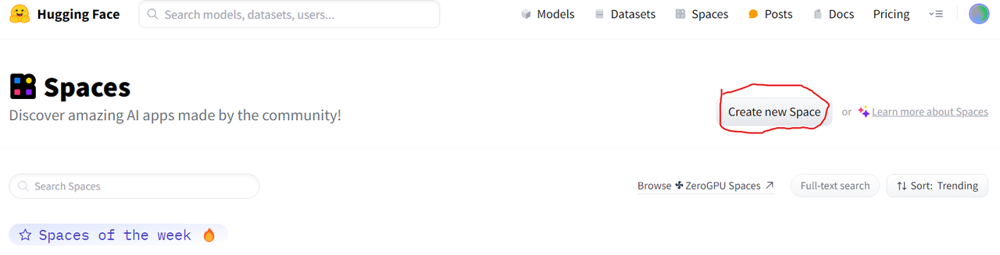 Hugging Face Search models, datasets, users... Models Datasets Spaces Posts Docs Pricing
Spaces
Discover amazing AI apps made by the community!
Create new Space or Learn more about Spaces
Search Spaces Browse ZeroGPU Spaces Full-text search Sort: Trending
Spaces of the week